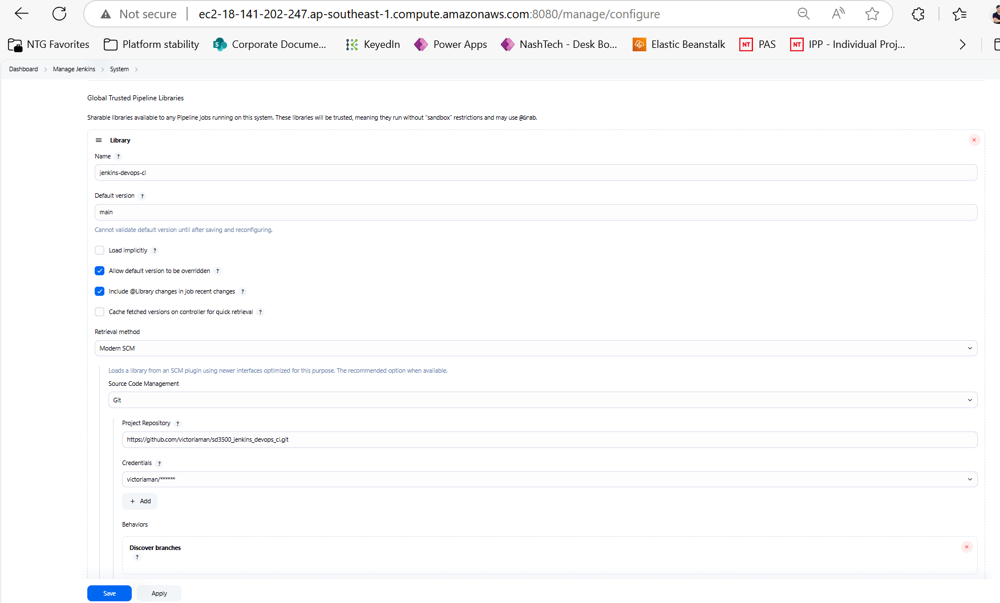 Not secure | ec2-18-141-202-247.ap-southeast-1.compute.amazonaws.com:8080/manage/configure
NTG Favorites Platform stability Corporate Docume... KeyedIn Power Apps NashTech - Desk Bo... Elastic Beanstalk PAS IPP - Individual Proj...
Dashboard > Manage Jenkins > System >
Global Trusted Pipeline Libraries
Sharable libraries available to any Pipeline jobs running on this system. These libraries will be trusted, meaning they run without “sandbox” restrictions and may use @Grab.
Library
Name ?
jenkins-devops-ci
Default version ?
main
Cannot validate default version until after saving and reconfiguring.
Load implicitly ?
Allow default version to be overridden ?
Include @Library changes in job recent changes ?
Cache fetched versions on controller for quick retrieval ?
Retrieval method
Modern SCM
Loads a library from an SCM plugin using newer interfaces optimized for this purpose. The recommended option when available.
Source Code Management
Git
Project Repository ?
https://github.com/victoriaman/sd3500_jenkins_devops_ci.git
Credentials ?
victoriaman/******
+ Add
Behaviors
Discover branches
?
Save Apply